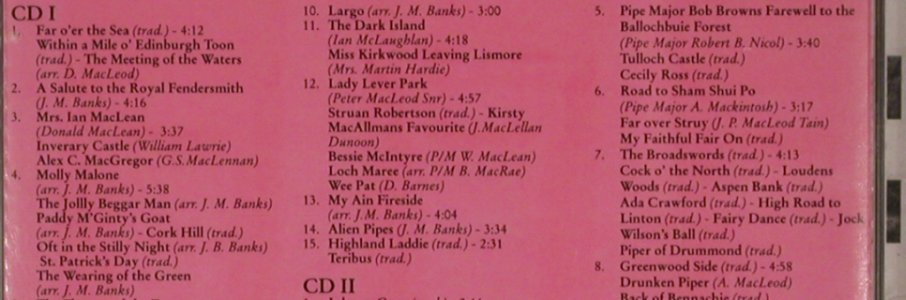 CD I
1. Far o'er the Sea (trad.) - 4:12
Within a Mile o' Edinburgh Toon
(trad.) - The Meeting of the Waters
(arr. D. MacLeod)
2. A Salute to the Royal Fendersmith
(J. M. Banks) - 4:16
3. Mrs. Ian MacLean
(Donald MacLean) - 3:37
Inverary Castle (William Lawrie)
Alex C. MacGregor (G.S.MacLennan)
4. Molly Malone
(arr. J. M. Banks) - 5:38
The Jollly Beggar Man (arr. J. M. Banks)
Paddy M'Ginty's Goat
(arr. J. M. Banks) - Cork Hill (trad.)
Oft in the Stilly Night (arr. J. B. Banks)
St. Patrick's Day (trad.)
The Wearing of the Green
(arr. J. M. Banks)
10. Largo (arr. J. M. Banks) - 3:00
11. The Dark Island
(Ian McLaughlan) - 4:18
Miss Kirkwood Leaving Lismore
(Mrs. Martin Hardie)
12. Lady Lever Park
(Peter MacLeod Snr) - 4:57
Struan Robertson (trad.) - Kirsty
MacAllmans Favourite (J.MacLellan
Dunoon)
Bessie McIntyre (P/M W. MacLean)
Loch Maree (arr. P/M B. MacRae)
Wee Pat (D. Barnes)
13. My Ain Fireside
(arr. J.M. Banks) - 4:04
14. Alien Pipes (J. M. Banks) - 3:34
15. Highland Laddie (trad.) - 2:31
Teribus (trad.)
CD II
5. Pipe Major Bob Browns Farewell to the
Ballochbuie Forest
(Pipe Major Robert B. Nicol) - 3:40
Tulloch Castle (trad.)
Cecily Ross (trad.)
6. Road to Sham Shui Po
(Pipe Major A. Mackintosh) - 3:17
Far over Struy (J. P. MacLeod Tain)
My Faithful Fair On (trad.)
7. The Broadswords (trad.) - 4:13
Cock o' the North (trad.) - Loudens
Woods (trad.) - Aspen Bank (trad.)
Ada Crawford (trad.) - High Road to
Linton (trad.) - Fairy Dance (trad.) - Jock
Wilson's Ball (trad.)
Piper of Drummond (trad.)
8. Greenwood Side (trad.) - 4:58
Drunken Piper (A. MacLeod)
Back of Bennachie (trad.)